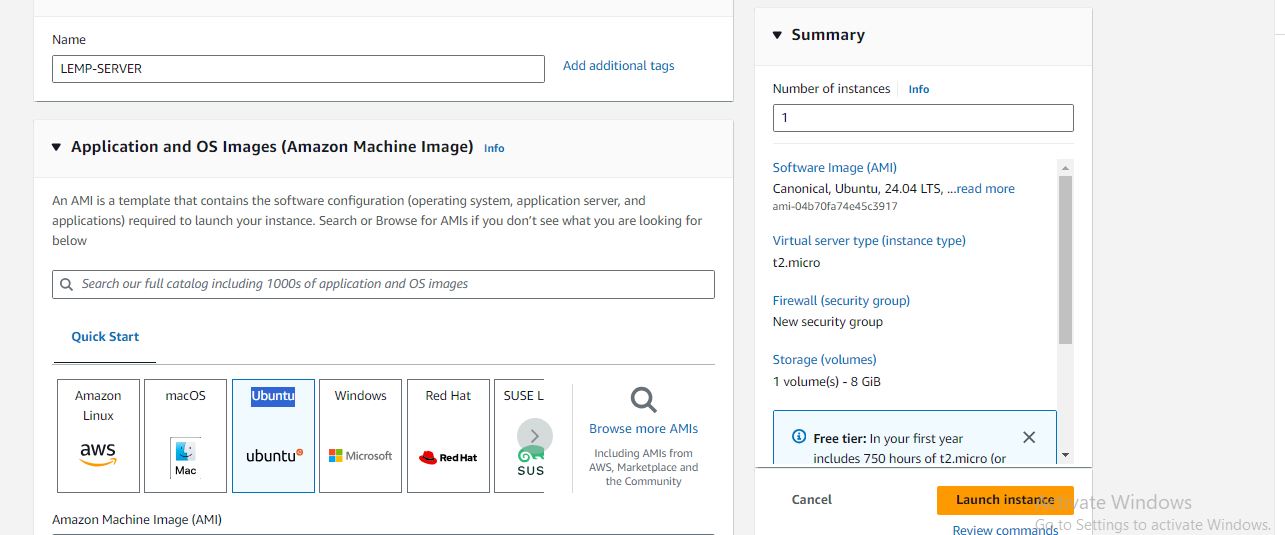 Name
LEMP-SERVER
Add additional tags
Application and OS Images (Amazon Machine Image) Info
An AMI is a template that contains the software configuration (operating system, application server, and
applications) required to launch your instance. Search or Browse for AMIs if you don't see what you are looking for
below
Search our full catalog including 1000s of application and OS images
Quick Start
Amazon
Linux
aws
macOS
Mac
Ubuntu
ubuntu
Windows
Microsoft
Red Hat
Red Hat
SUSE L
SUS
Browse more AMIs
Including AMIs from
AWS, Marketplace and
the Community
Amazon Machine Image (AMI)
Summary
Number of instances Info
1
Software Image (AMI)
Canonical, Ubuntu, 24.04 LTS, ...read more
ami-04b70fa74e45c3917
Virtual server type (instance type)
t2.micro
Firewall (security group)
New security group
Storage (volumes)
1 volume(s) - 8 GiB
Free tier: In your first year
includes 750 hours of t2.micro (or
Cancel
Launch instance
Review commands
Activate Windows
Go to Settings to activate Windows.